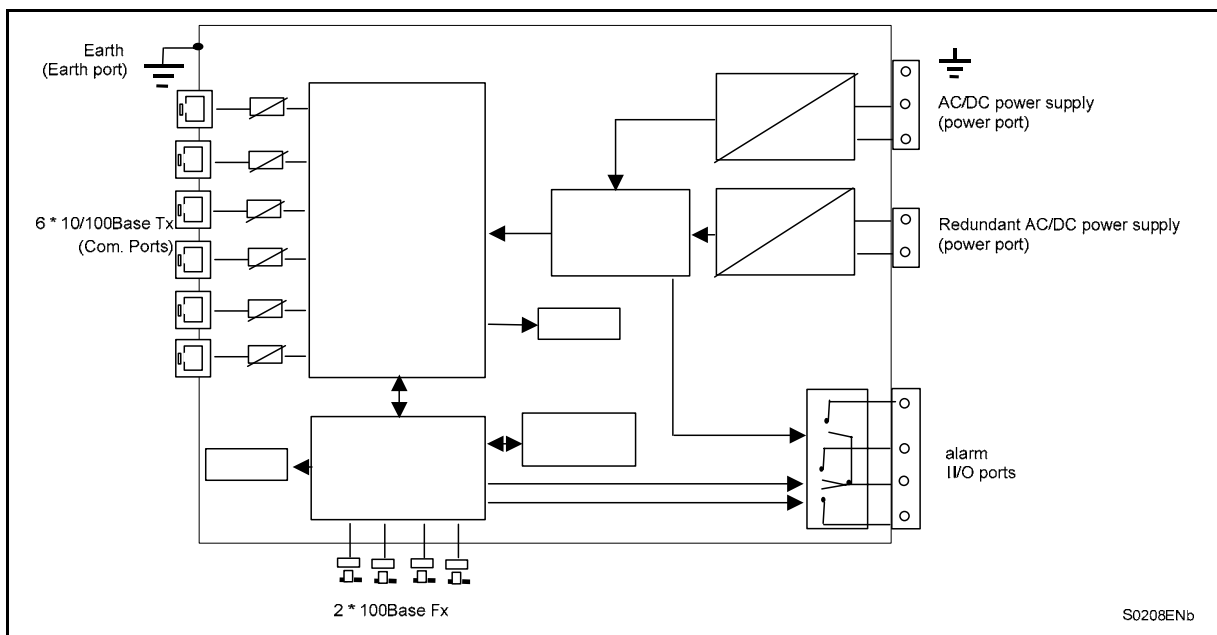 Earth
(Earth port)
AC/DC power supply
(power port)
6 * 10/100Base Tx
(Com. Ports)
Redundant AC/DC power supply
(power port)
alarm
II/O ports
2 * 100Base Fx
S0208ENb